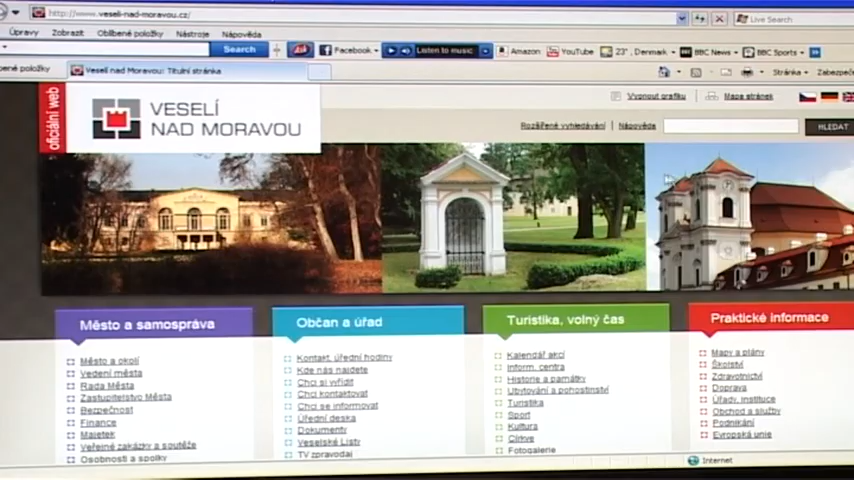 http://www.veseli-nad-moravou.cz/
Live Search
Úpravy Zobrazit Oblíbené položky Nástroje Nápověda
Search Ask Facebook Listen to music Amazon YouTube 23°, Denmark BBC News BBC Sports
položky Veselí nad Moravou: Titulní stránka Stránka
oficiální web
VESELÍ
NAD MORAVOU
Vypnout grafiku Mapa stránek
Rozšířené vyhledávání | Nápověda HLEDAT
Město a samospráva
Město a okolí
Vedení města
Rada Města
Zastupitelstvo Města
Bezpečnost
Finance
Majetek
Veřejné zakázky a soutěže
Osobnosti a spolky
Občan a úřad
Kontakt, úřední hodiny
Kde nás najdete
Chci si vyřídit
Chci kontaktovat
Chci se informovat
Úřední deska
Dokumenty
Veselské Listy
TV zpravodaj
Turistika, volný čas
Kalendář akcí
Inform. centra
Historie a památky
Ubytování a pohostinství
Turistika
Sport
Kultura
Církve
Fotogalerie
Praktické informace
Mapy a plány
Školství
Zdravotnictví
Doprava
Úřady, instituce
Obchod a služby
Podnikání
Evropská unie
Internet